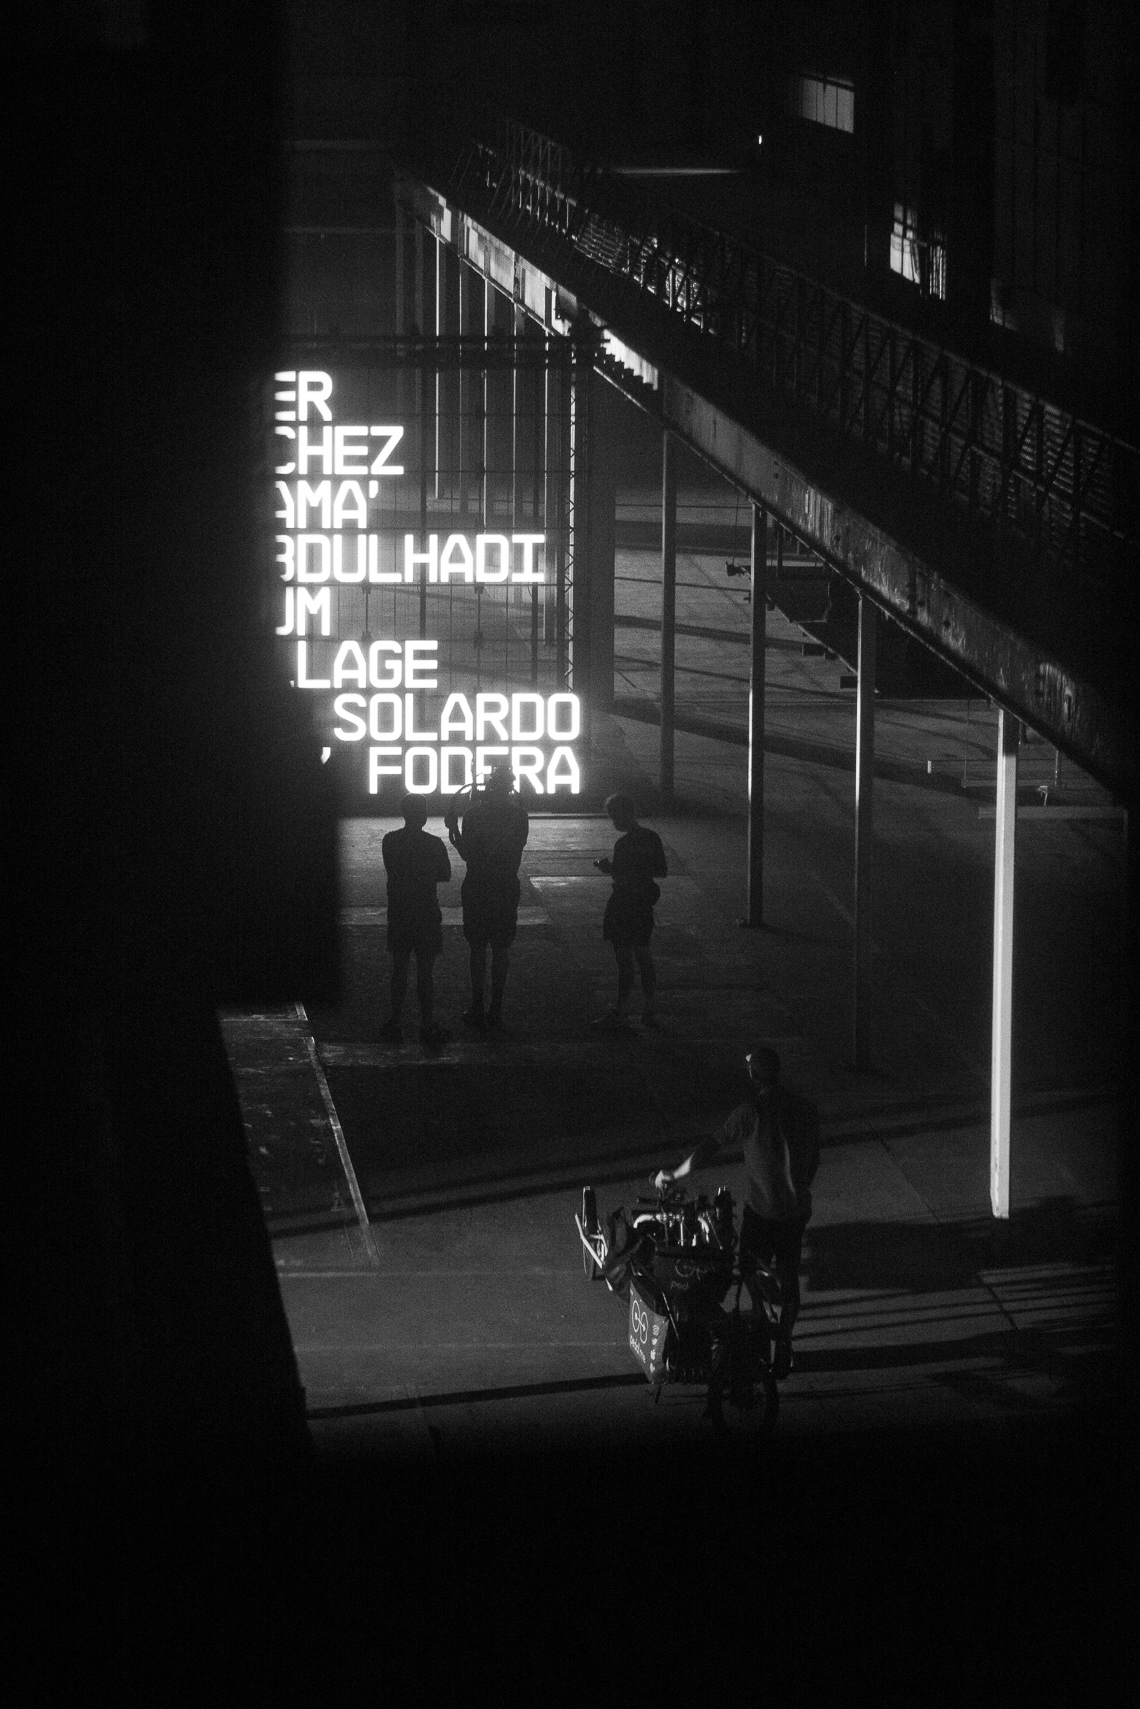 ER
CHEZ
AMA'
BDULHADI
UM
LAGE
SOLARDO
' FODERA